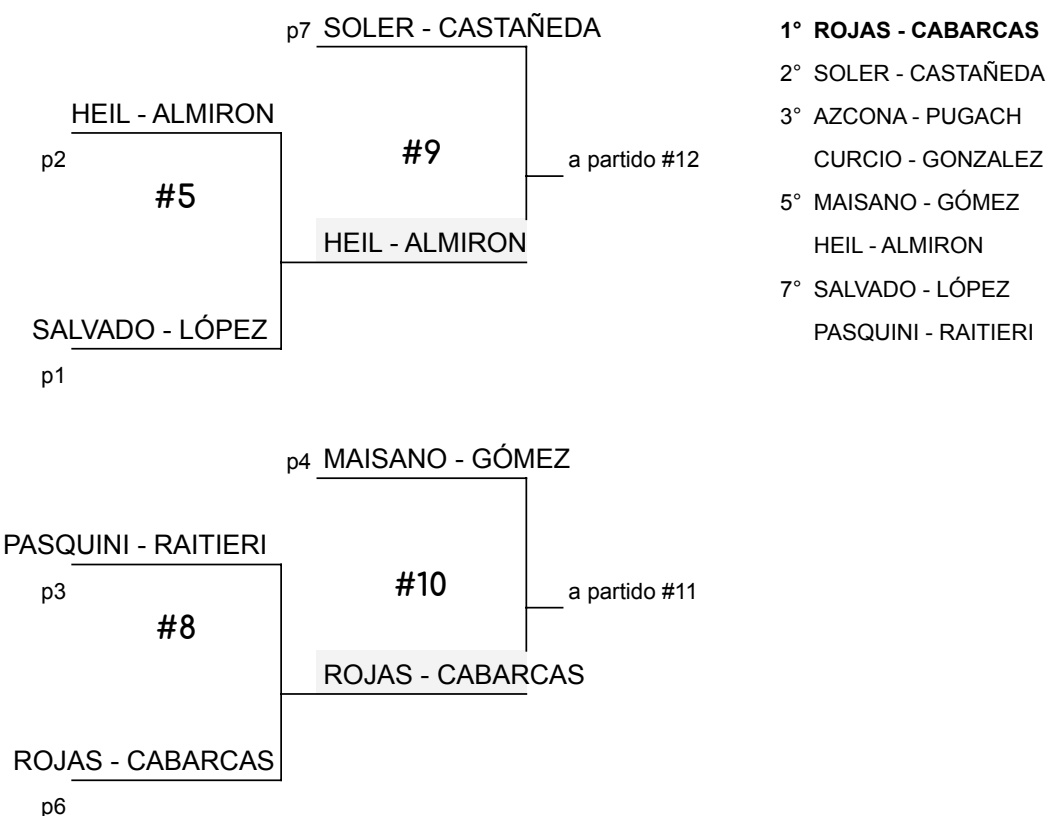 p7 SOLER - CASTAÑEDA
HEIL - ALMIRON
p2
#5
#9
a partido #12
HEIL - ALMIRON
SALVADO - LÓPEZ
p1
p4 MAISANO - GÓMEZ
PASQUINI - RAITIERI
p3
#8
#10
a partido #11
ROJAS - CABARCAS
ROJAS - CABARCAS
p6
1° ROJAS - CABARCAS
2° SOLER - CASTAÑEDA
3° AZCONA - PUGACH
CURCIO - GONZALEZ
5° MAISANO - GÓMEZ
HEIL - ALMIRON
7° SALVADO - LÓPEZ
PASQUINI - RAITIERI